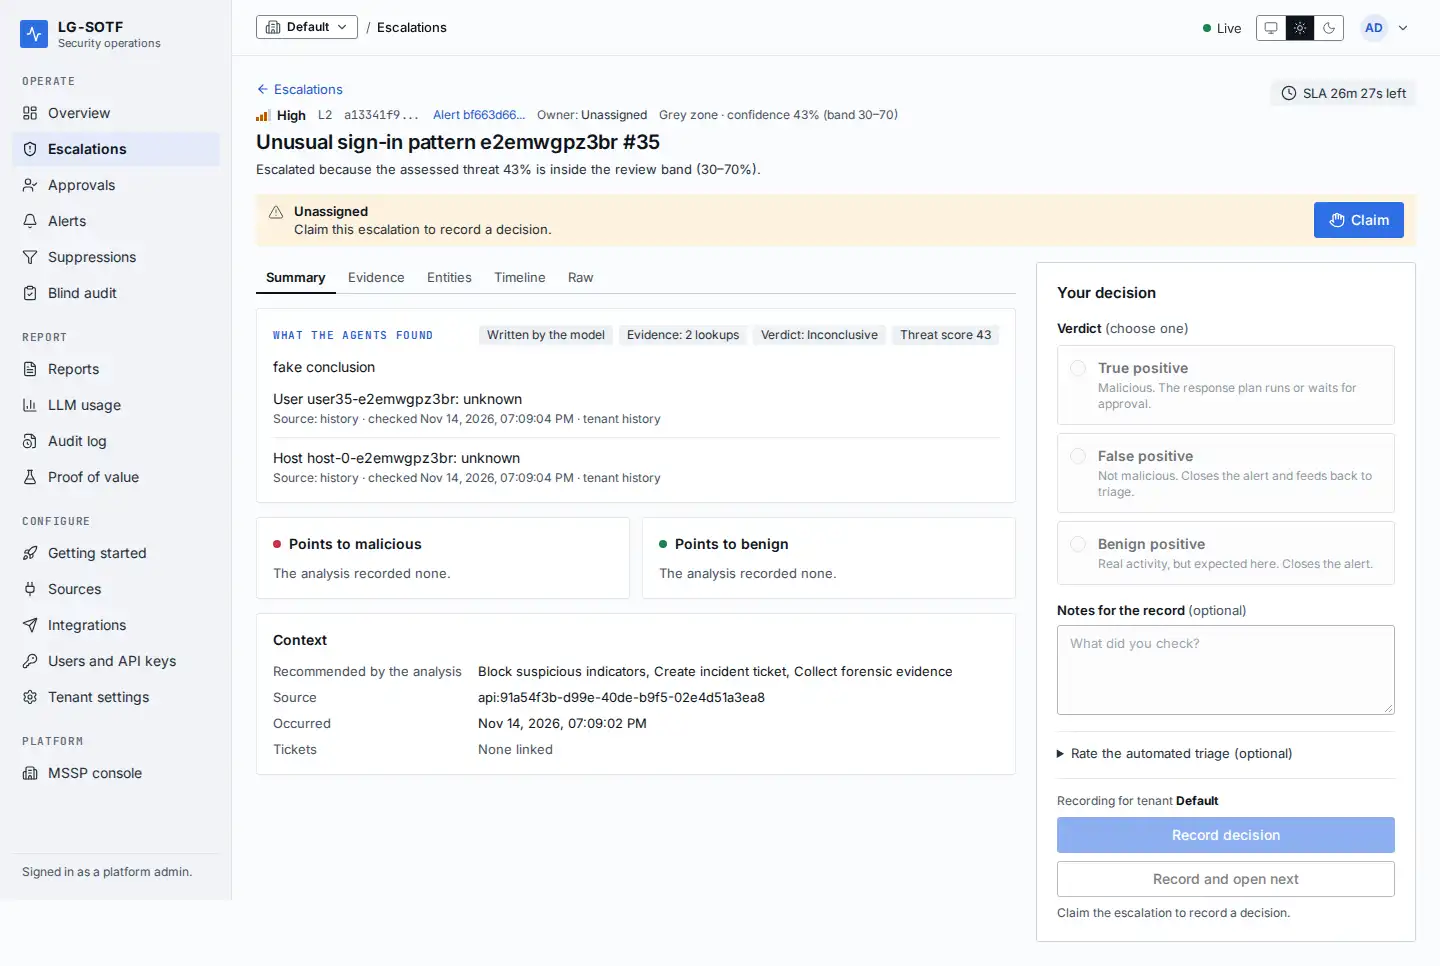 LG-SOTF
Security operations
OPERATE
Overview
Escalations
Approvals
Alerts
Suppressions
Blind audit
REPORT
Reports
LLM usage
Audit log
Proof of value
CONFIGURE
Getting started
Sources
Integrations
Users and API keys
Tenant settings
PLATFORM
MSSP console
Signed in as a platform admin.
Default / Escalations
Live
AD
Escalations
SLA 26m 27s left
High L2 a13341f9... Alert bf663d66... Owner: Unassigned Grey zone · confidence 43% (band 30–70)
Unusual sign-in pattern e2emwgpz3br #35
Escalated because the assessed threat 43% is inside the review band (30–70%).
Unassigned
Claim this escalation to record a decision.
Claim
Summary Evidence Entities Timeline Raw
WHAT THE AGENTS FOUND Written by the model Evidence: 2 lookups Verdict: Inconclusive Threat score 43
fake conclusion
User user35-e2emwgpz3br: unknown
Source: history · checked Nov 14, 2026, 07:09:04 PM · tenant history
Host host-0-e2emwgpz3br: unknown
Source: history · checked Nov 14, 2026, 07:09:04 PM · tenant history
Points to malicious
The analysis recorded none.
Points to benign
The analysis recorded none.
Context
Recommended by the analysis Block suspicious indicators, Create incident ticket, Collect forensic evidence
Source api:91a54f3b-d99e-40de-b9f5-02e4d51a3ea8
Occurred Nov 14, 2026, 07:09:02 PM
Tickets None linked
Your decision
Verdict (choose one)
True positive
Malicious. The response plan runs or waits for
approval.
False positive
Not malicious. Closes the alert and feeds back to
triage.
Benign positive
Real activity, but expected here. Closes the alert.
Notes for the record (optional)
What did you check?
Rate the automated triage (optional)
Recording for tenant Default
Record decision
Record and open next
Claim the escalation to record a decision.